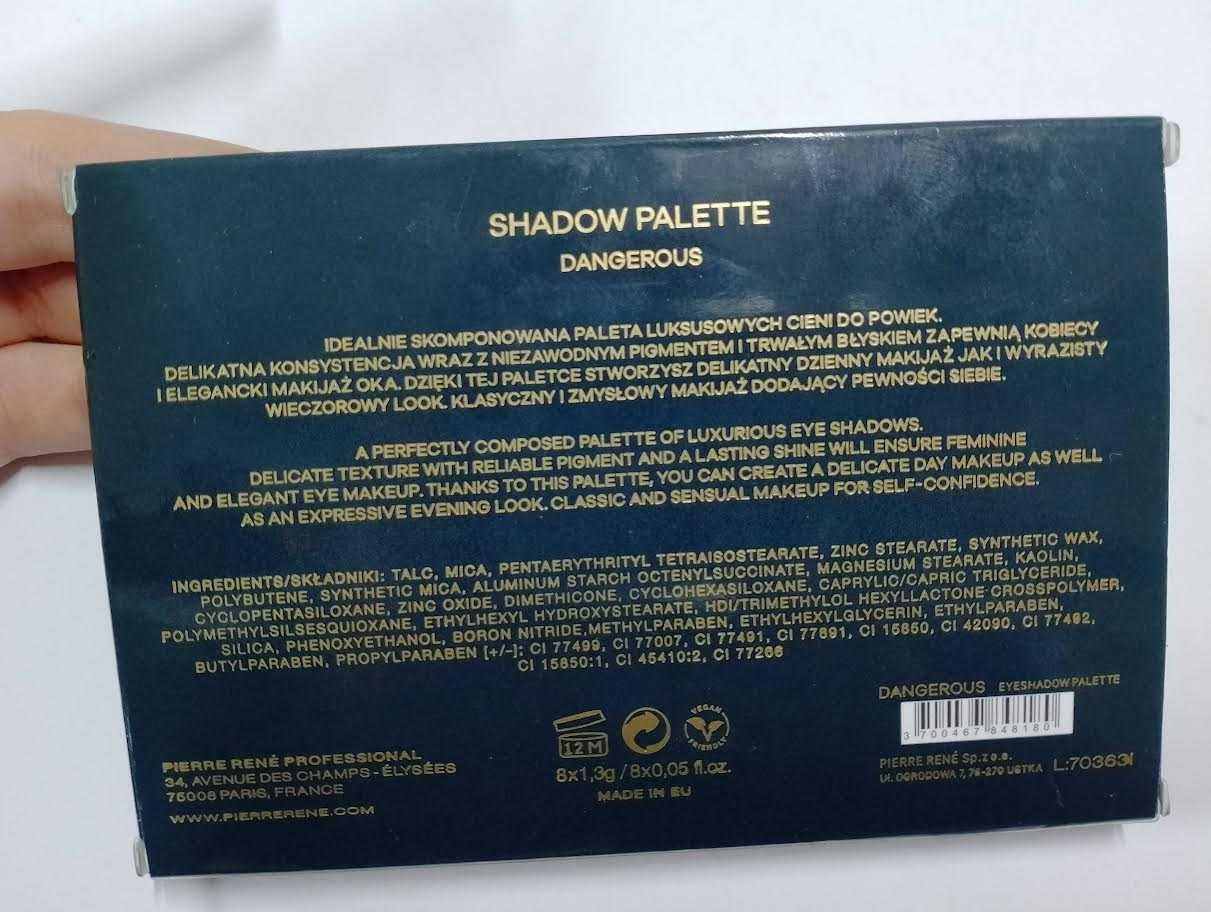 SHADOW PALETTE
DANGEROUS
IDEALNIE SKOMPONOWANA PALETA LUKSUSOWYCH CIENI DO POWIEK.
DELIKATNA KONSYSTENCJA WRAZ Z NIEZAWODNYM PIGMENTEM I TRWAŁYM BŁYSKIEM ZAPEWNIĄ KOBIECY
I ELEGANCKI MAKIJAŻ OKA. DZIĘKI TEJ PALETCE STWORZYSZ DELIKATNY DZIENNY MAKIJAŻ JAK I WYRAZISTY
WIECZOROWY LOOK. KLASYCZNY I ZMYSŁOWY MAKIJAŻ DODAJĄCY PEWNOŚCI SIEBIE.
A PERFECTLY COMPOSED PALETTE OF LUXURIOUS EYE SHADOWS.
DELICATE TEXTURE WITH RELIABLE PIGMENT AND A LASTING SHINE WILL ENSURE FEMININE
AND ELEGANT EYE MAKEUP. THANKS TO THIS PALETTE, YOU CAN CREATE A DELICATE DAY MAKEUP AS WELL
AS AN EXPRESSIVE EVENING LOOK. CLASSIC AND SENSUAL MAKEUP FOR SELF-CONFIDENCE.
INGREDIENTS/SKŁADNIKI: TALC, MICA, PENTAERYTHRITYL TETRAISOSTEARATE, ZINC STEARATE, SYNTHETIC WAX,
POLYBUTENE, SYNTHETIC MICA, ALUMINUM STARCH OCTENYLSUCCINATE, MAGNESIUM STEARATE, KAOLIN,
CYCLOPENTASILOXANE, ZINC OXIDE, DIMETHICONE, CYCLOHEXASILOXANE, CAPRYLIC/CAPRIC TRIGLYCERIDE,
POLYMETHYLSILSESQUIOXANE, ETHYLHEXYL HYDROXYSTEARATE, HDI/TRIMETHYLOL HEXYLLACTONE CROSSPOLYMER,
SILICA, PHENOXYETHANOL, BORON NITRIDE, METHYLPARABEN, ETHYLHEXYLGLYCERIN, ETHYLPARABEN,
BUTYLPARABEN, PROPYLPARABEN [+/-]: CI 77499, CI 77007, CI 77491, CI 77891, CI 15850, CI 42090, CI 77492,
CI 15850:1, CI 45410:2, CI 77266
DANGEROUS EYESHADOW PALETTE
3 700467 848180
PIERRE RENÉ Sp. z o.o.
Ul. OGRODOWA 7, 76-270 USTKA L:703631
12 M
VEGAN FRIENDLY
8x1,3g / 8x0,05 fl.oz.
MADE IN EU
PIERRE RENÉ PROFESSIONAL
34, AVENUE DES CHAMPS - ÉLYSÉES
75008 PARIS, FRANCE
WWW.PIERRERENE.COM